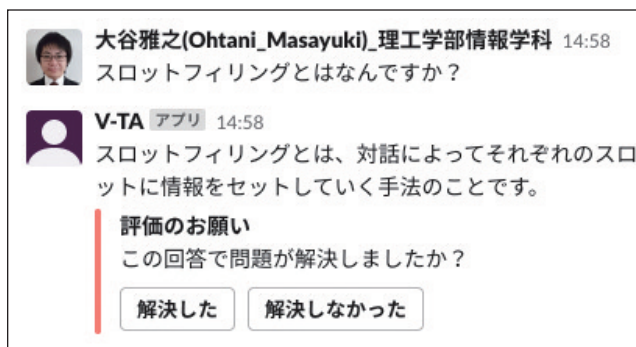 大谷雅之(Ohtani_Masayuki)_理工学部情報学科 14:58
スロットフィリングとはなんですか？
V-TA アプリ 14:58
スロットフィリングとは、対話によってそれぞれのスロ
ットに情報をセットしていく手法のことです。
評価のお願い
この回答で問題が解決しましたか？
解決した 解決しなかった